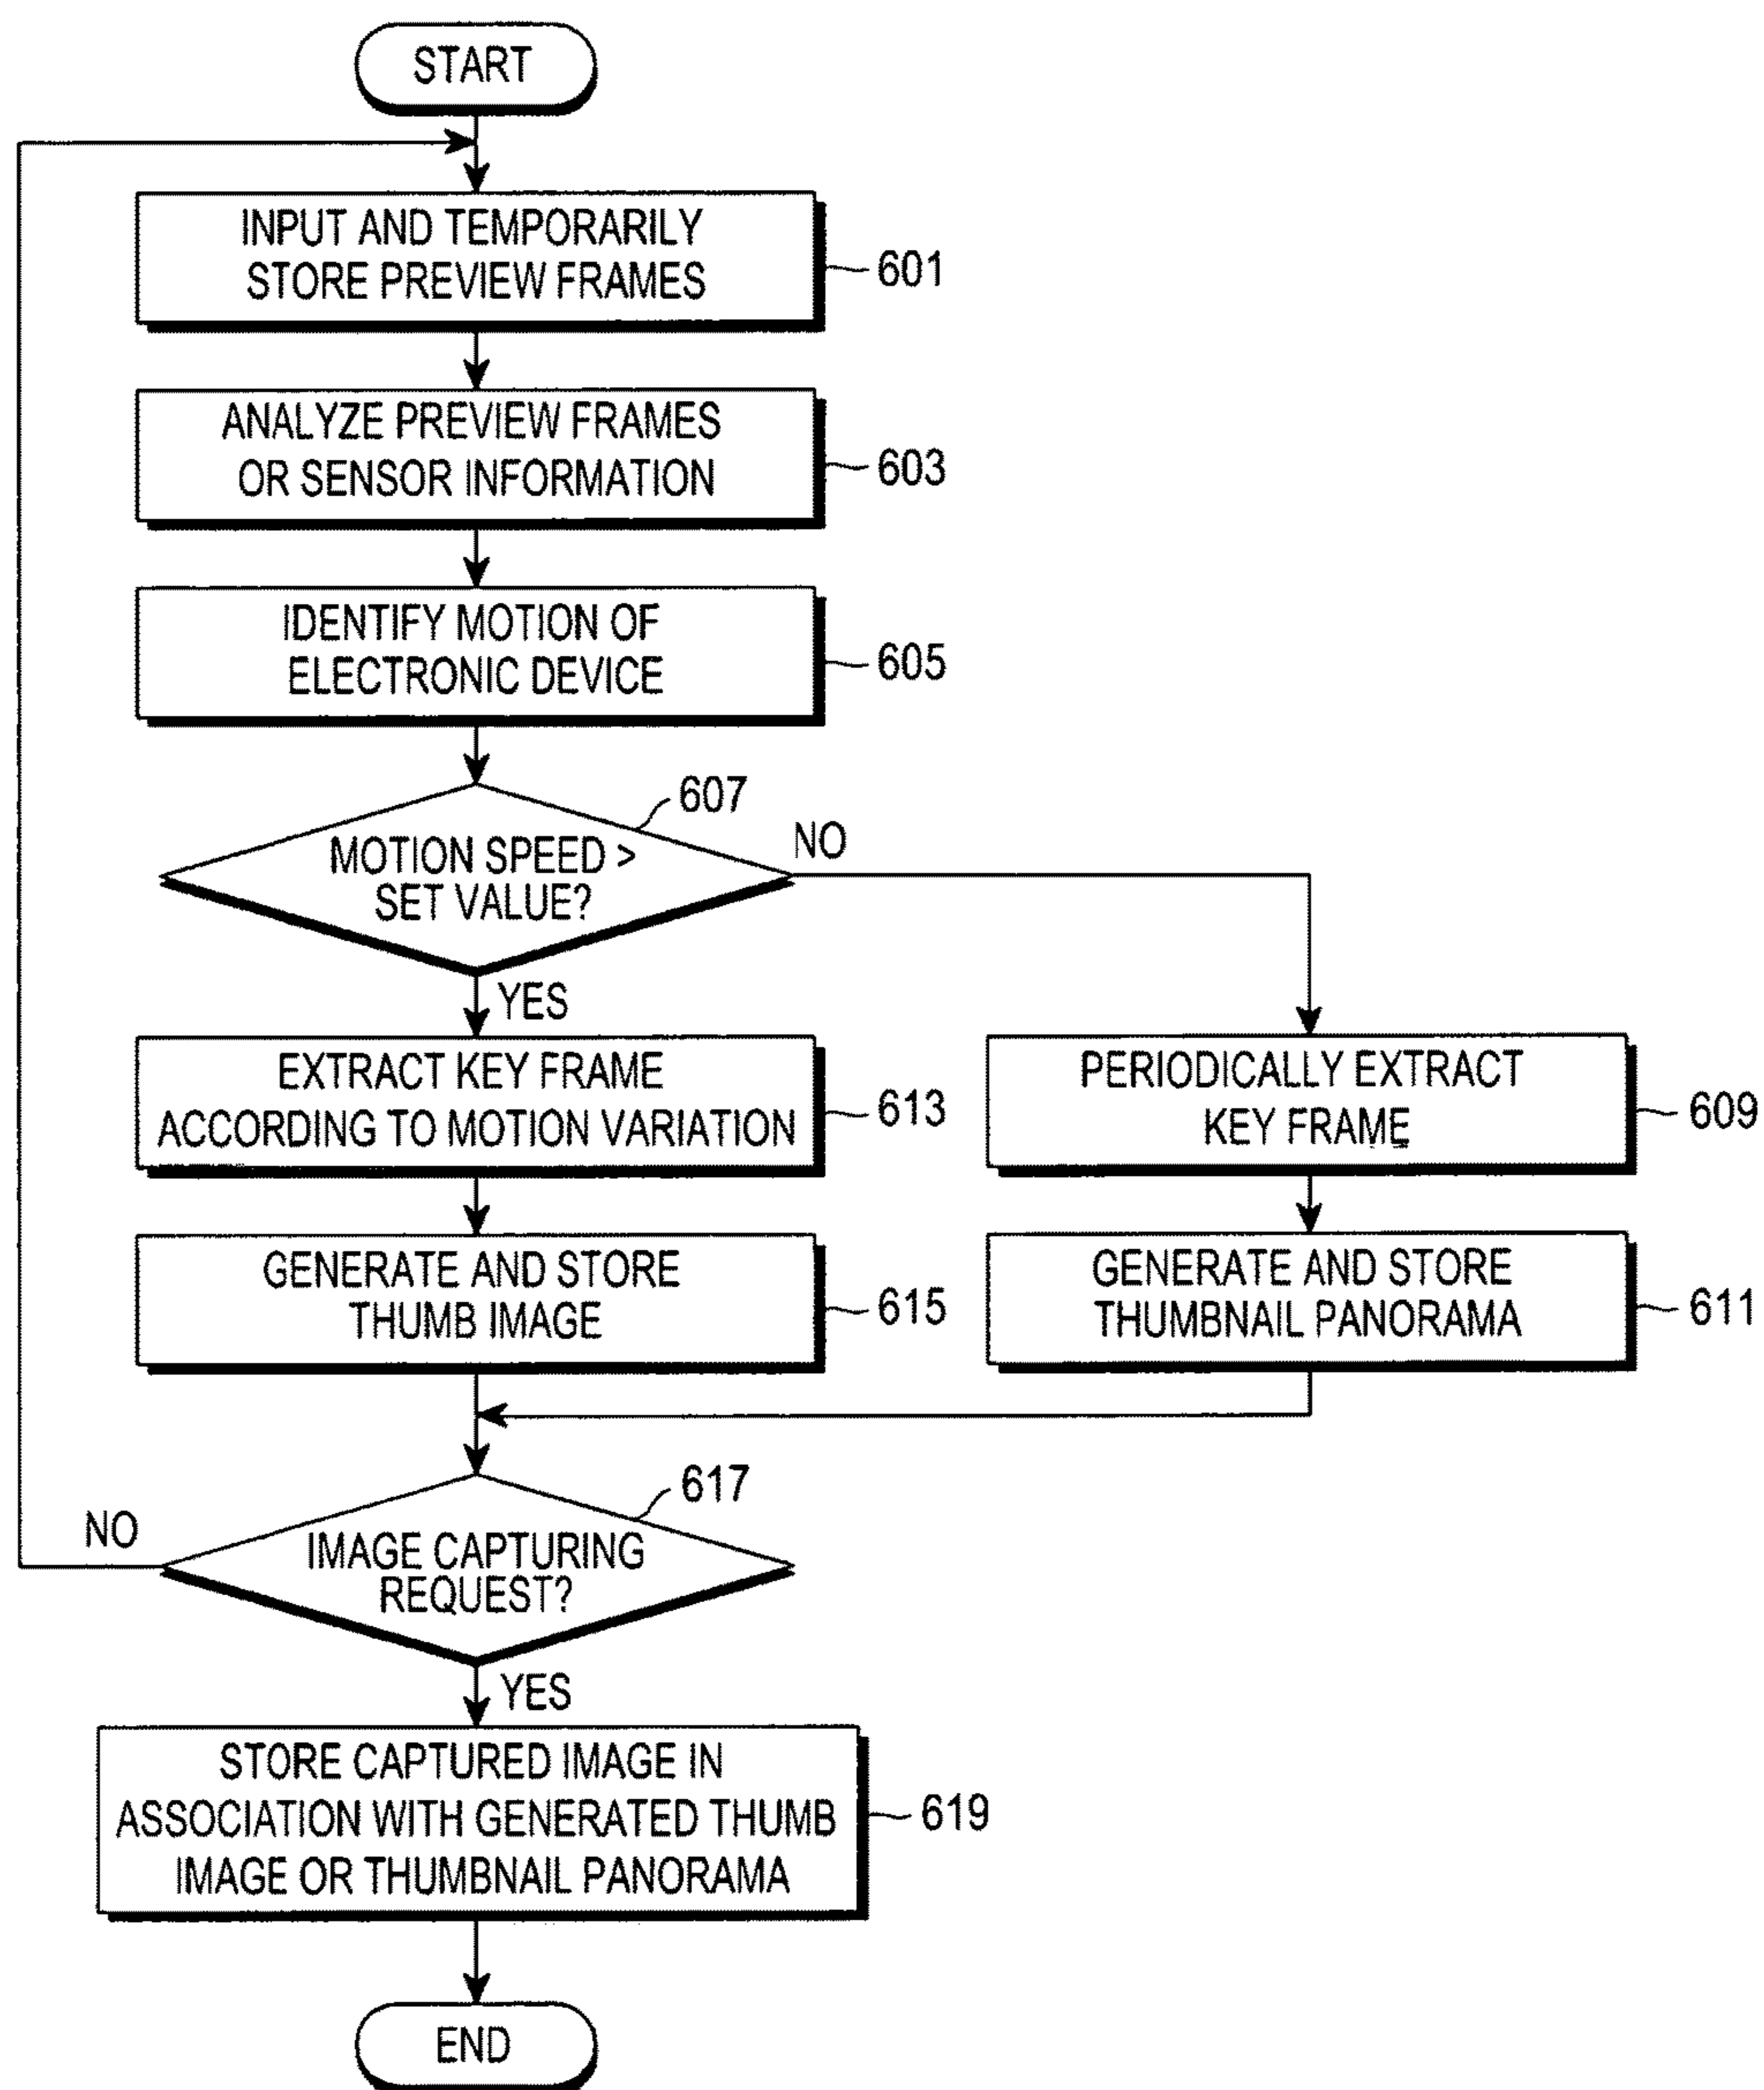 START
INPUT AND TEMPORARILY
STORE PREVIEW FRAMES
601
ANALYZE PREVIEW FRAMES
OR SENSOR INFORMATION
603
IDENTIFY MOTION OF
ELECTRONIC DEVICE
605
607
MOTION SPEED >
SET VALUE?
NO
YES
EXTRACT KEY FRAME
ACCORDING TO MOTION VARIATION
613
PERIODICALLY EXTRACT
KEY FRAME
609
GENERATE AND STORE
THUMB IMAGE
615
GENERATE AND STORE
THUMBNAIL PANORAMA
611
617
IMAGE CAPTURING
REQUEST?
NO
YES
STORE CAPTURED IMAGE IN
ASSOCIATION WITH GENERATED THUMB
IMAGE OR THUMBNAIL PANORAMA
619
END